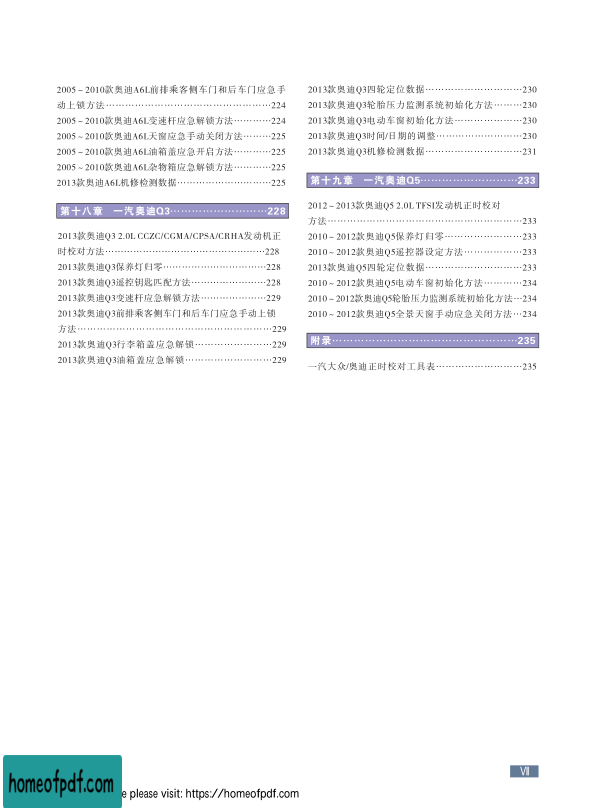 2005~2010款奥迪A6L前排乘客侧车门和后车门应急手
动上锁方法……………………………………………224
2005~2010款奥迪A6L变速杆应急解锁方法…………224
2005~2010款奥迪A6L天窗应急手动关闭方法………225
2005~2010款奥迪A6L油箱盖应急开启方法…………225
2005~2010款奥迪A6L杂物箱应急解锁方法…………225
2013款奥迪A6L机修检测数据…………………………225
第十八章 一汽奥迪Q3………………………228
2013款奥迪Q3 2.0L CCZC/CGMA/CPSA/CRHA发动机正
时校对方法……………………………………………228
2013款奥迪Q3保养灯归零……………………………228
2013款奥迪Q3遥控钥匙匹配方法……………………228
2013款奥迪Q3变速杆应急解锁方法…………………229
2013款奥迪Q3前排乘客侧车门和后车门应急手动上锁
方法……………………………………………………229
2013款奥迪Q3行李箱盖应急解锁……………………229
2013款奥迪Q3油箱盖应急解锁………………………229
2013款奥迪Q3四轮定位数据…………………………230
2013款奥迪Q3轮胎压力监测系统初始化方法………230
2013款奥迪Q3电动车窗初始化方法…………………230
2013款奥迪Q3时间/日期的调整………………………230
2013款奥迪Q3机修检测数据…………………………231
第十九章 一汽奥迪Q5………………………233
2012~2013款奥迪Q5 2.0L TFSI发动机正时校对
方法……………………………………………………233
2010~2012款奥迪Q5保养灯归零……………………233
2010~2012款奥迪Q5遥控器设定方法………………233
2013款奥迪Q5四轮定位数据…………………………233
2010~2012款奥迪Q5电动车窗初始化方法…………234
2010~2012款奥迪Q5轮胎压力监测系统初始化方法…234
2010~2012款奥迪Q5全景天窗手动应急关闭方法…234
附录……………………………………………235
一汽大众/奥迪正时校对工具表………………………235
VII
homeofpdf.com
e please visit: https://homeofpdf.com